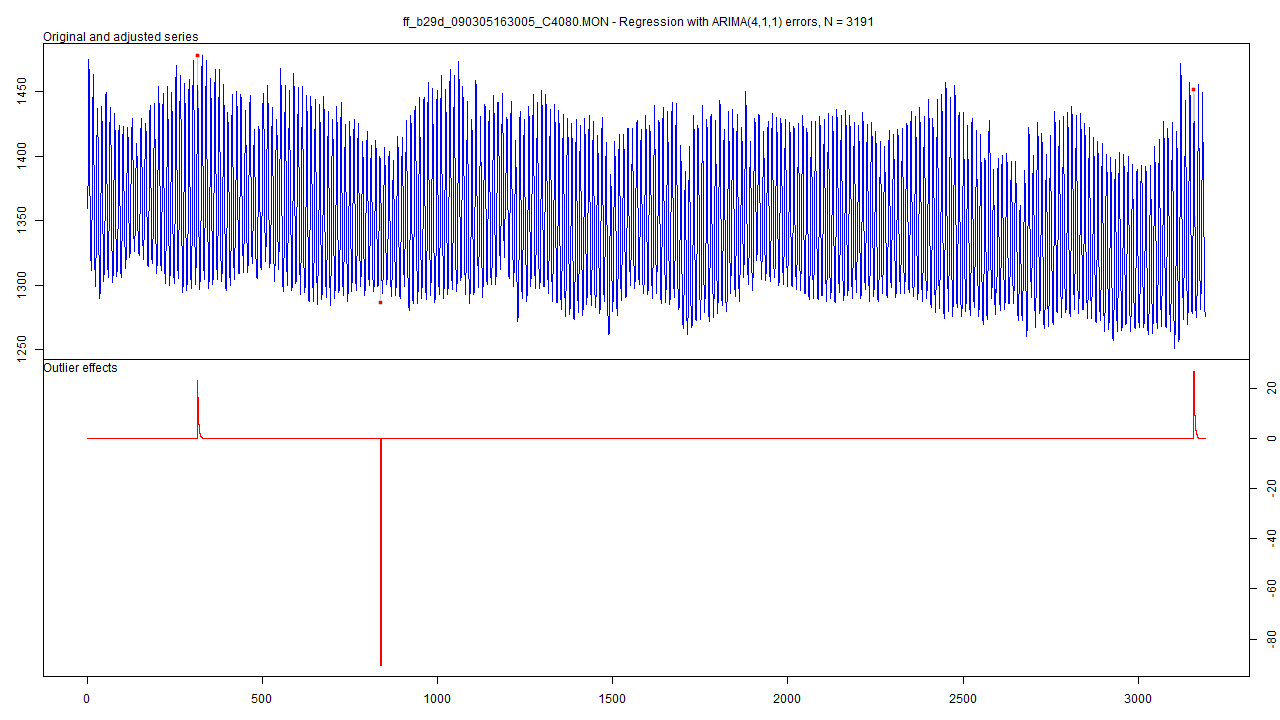 ff_b29d_090305163005_C4080.MON - Regression with ARIMA(4,1,1) errors, N = 3191
Original and adjusted series
1450
1400
1350
1300
1250
Outlier effects
20
0
-20
-40
-60
-80
0 500 1000 1500 2000 2500 3000